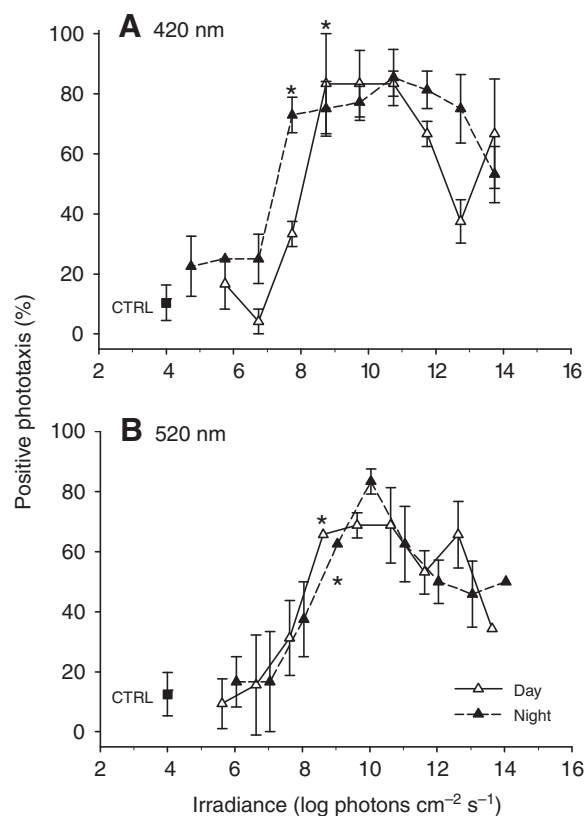 A 420 nm
100
80
60
40
20
0
CTRL
*
*
2 4 6 8 10 12 14 16
Positive phototaxis (%)
B 520 nm
100
80
60
40
20
0
CTRL
*
*
Day
Night
2 4 6 8 10 12 14 16
Irradiance (log photons cm⁻² s⁻¹)